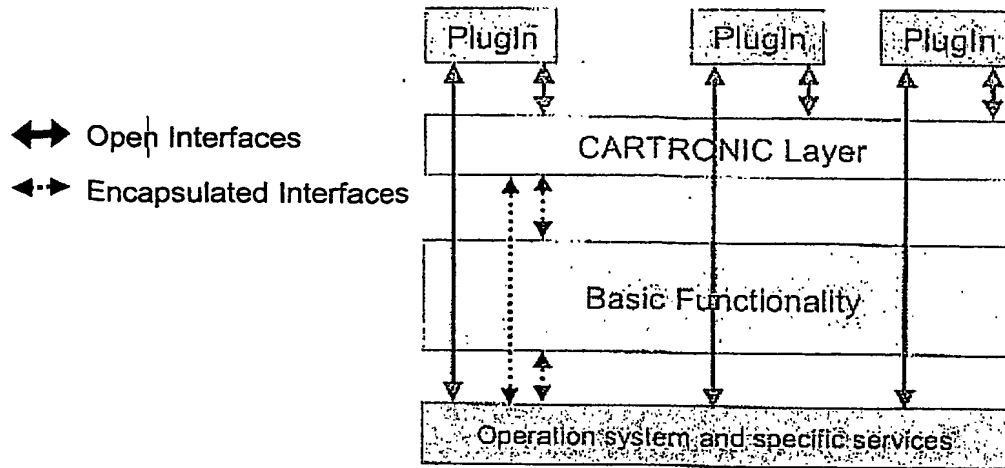 PlugIn
PlugIn
PlugIn
Open Interfaces
CARTRONIC Layer
Encapsulated Interfaces
Basic Functionality
Operation system and specific services